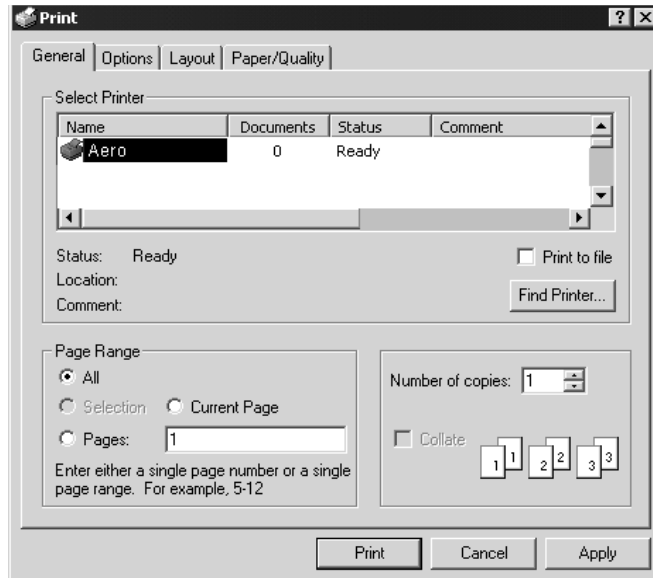 Print
General Options Layout Paper/Quality
Select Printer
Name Documents Status Comment
Aero 0 Ready
Status: Ready
Print to file
Location:
Find Printer...
Comment:
Page Range
All
Number of copies: 1
Selection Current Page
Pages: 1
Collate
1 1 2 2 3 3
Enter either a single page number or a single
page range. For example, 5-12
Print Cancel Apply